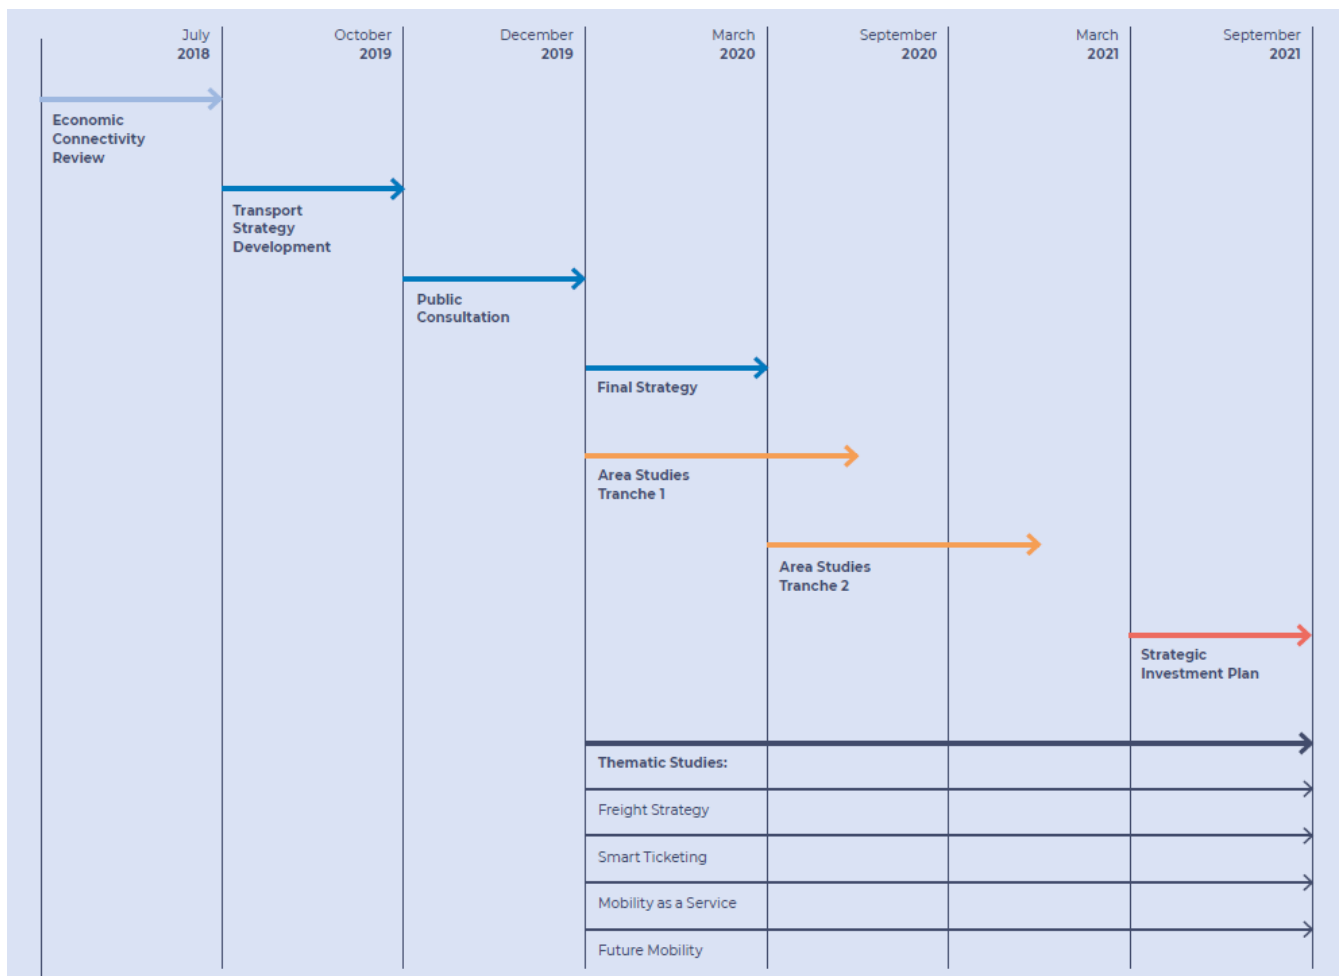 July
2018
October
2019
December
2019
March
2020
September
2020
March
2021
September
2021
Economic
Connectivity
Review
Transport
Strategy
Development
Public
Consultation
Final Strategy
Area Studies
Tranche 1
Area Studies
Tranche 2
Strategic
Investment Plan
Thematic Studies:
Freight Strategy
Smart Ticketing
Mobility as a Service
Future Mobility